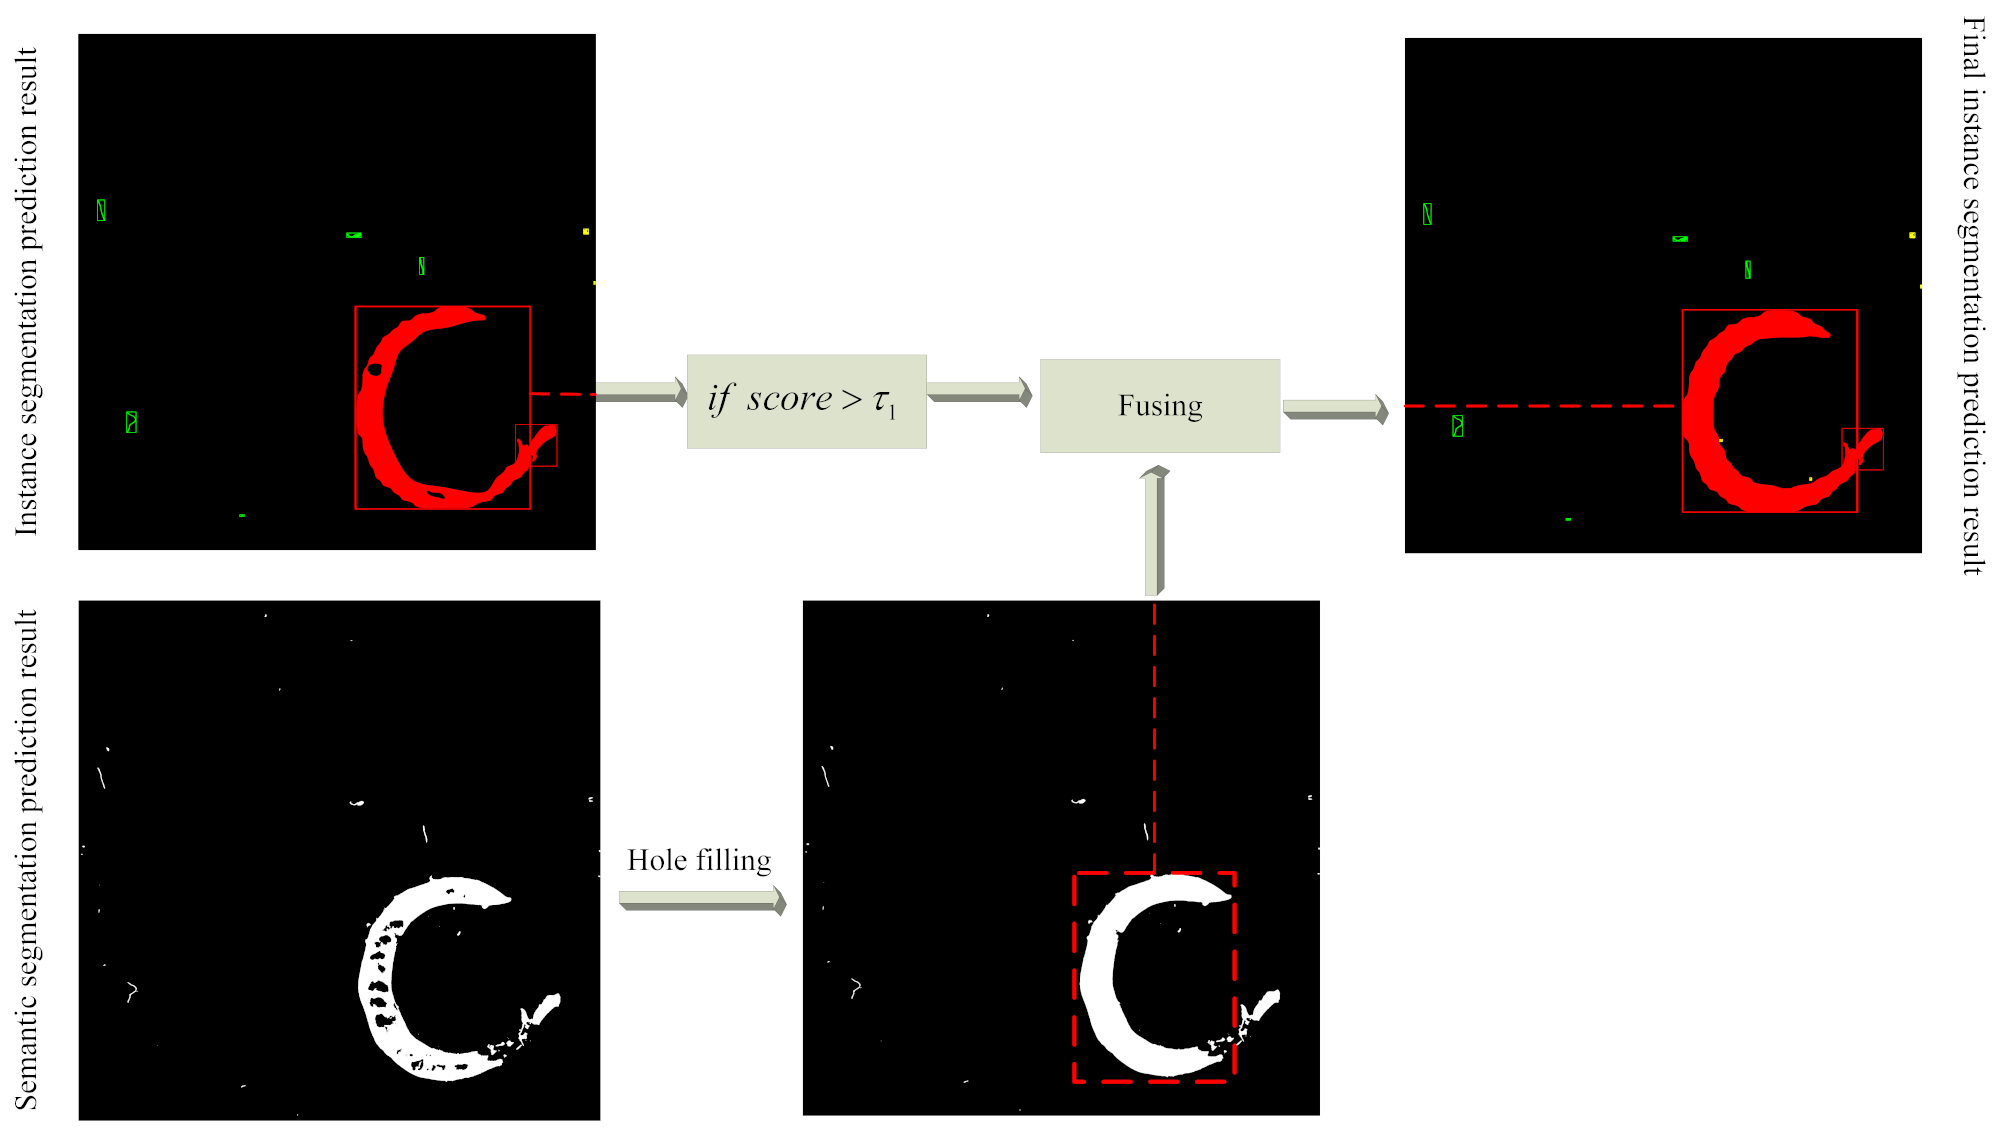 Instance segmentation prediction result
if score > τ₁
Fusing
Final instance segmentation prediction result
Semantic segmentation prediction result
Hole filling